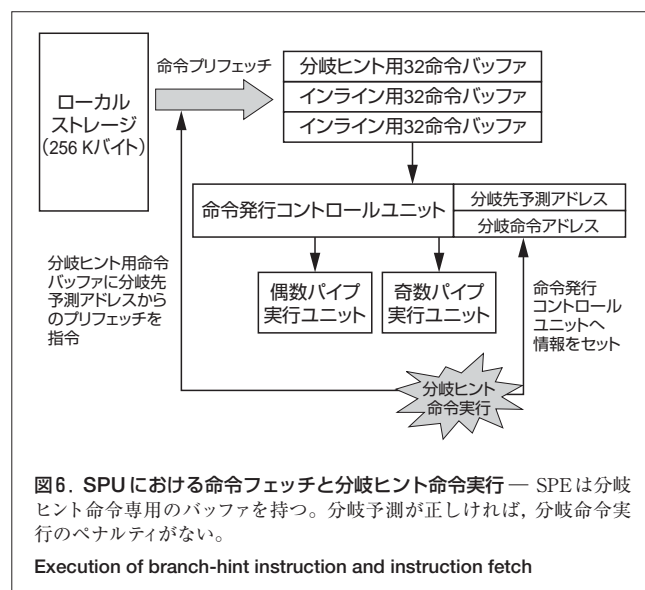 命令プリフェッチ
ローカル
ストレージ
(256 Kバイト)
分岐ヒント用32命令バッファ
インライン用32命令バッファ
インライン用32命令バッファ
命令発行コントロールユニット
分岐先予測アドレス
分岐命令アドレス
分岐ヒント用命令
バッファに分岐先
予測アドレスから
のプリフェッチを
指令
偶数パイプ
実行ユニット
奇数パイプ
実行ユニット
命令発行
コントロール
ユニットへ
情報をセット
分岐ヒント
命令実行
図6. SPUにおける命令フェッチと分岐ヒント命令実行 — SPEは分岐
ヒント命令専用のバッファを持つ。分岐予測が正しければ, 分岐命令実
行のペナルティがない。
Execution of branch-hint instruction and instruction fetch